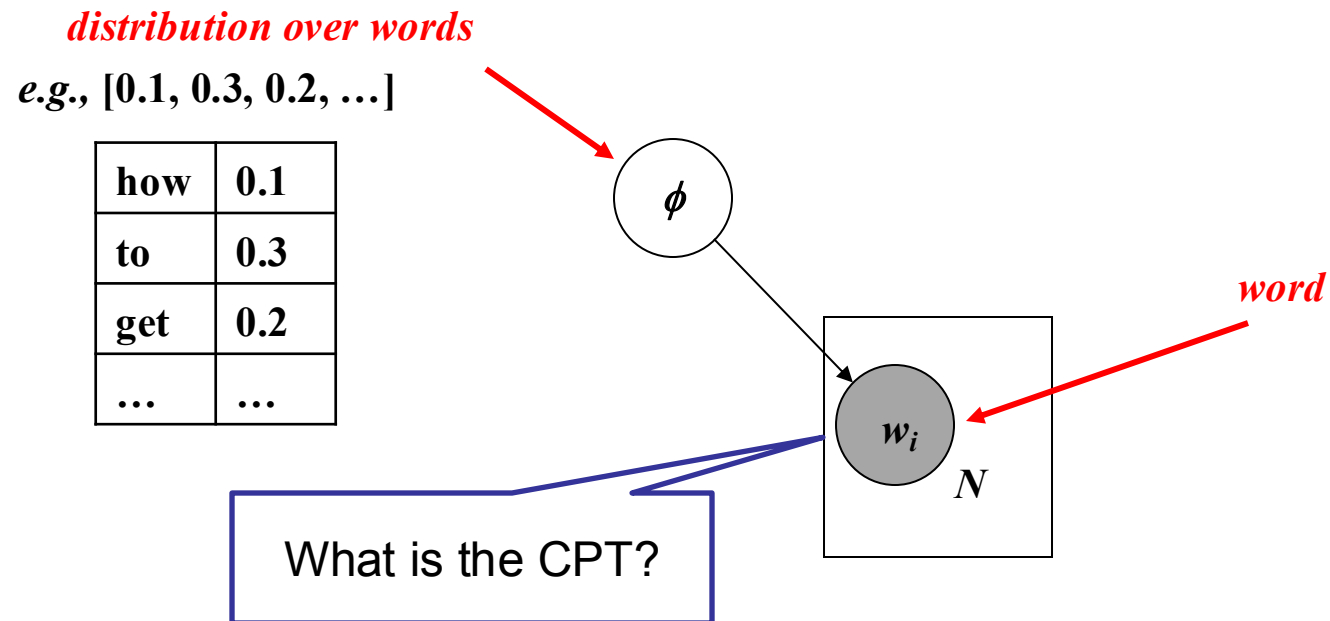 distribution over words
e.g., [0.1, 0.3, 0.2, …]
how 0.1
to 0.3
get 0.2
… …
ϕ
word
w_i
N
What is the CPT?